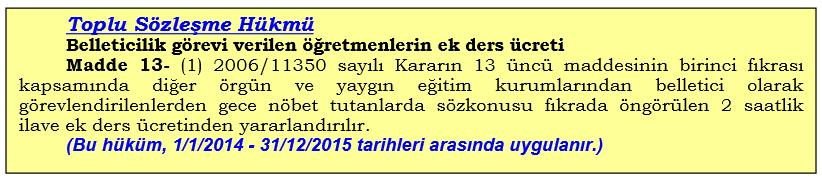 Toplu Sözleşme Hükmü
Belleticilik görevi verilen öğretmenlerin ek ders ücreti
Madde 13- (1) 2006/11350 sayılı Kararın 13 üncü maddesinin birinci fıkrası
kapsamında diğer örgün ve yaygın eğitim kurumlarından belletici olarak
görevlendirilenlerden gece nöbet tutanlarda sözkonusu fıkrada öngörülen 2 saatlik
ilave ek ders ücretinden yararlandırılır.
(Bu hüküm, 1/1/2014 - 31/12/2015 tarihleri arasında uygulanır.)